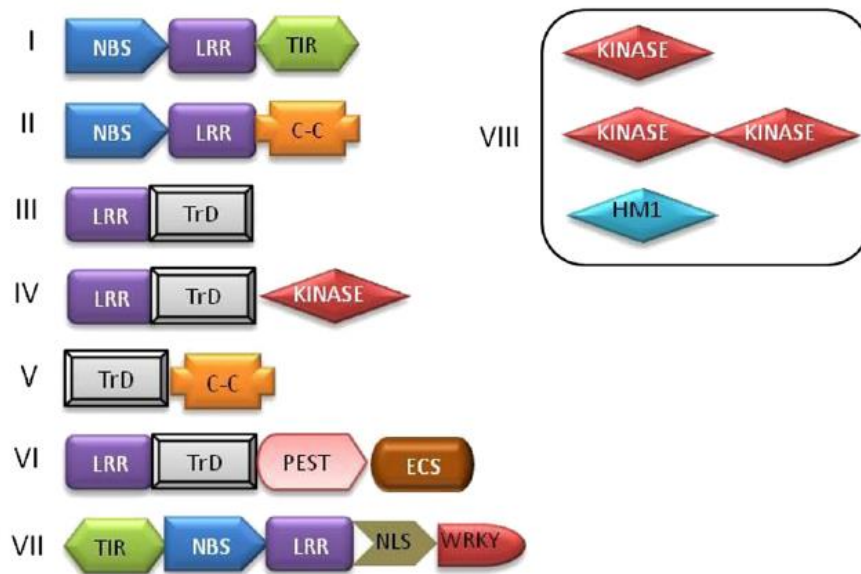 I NBS LRR TIR
II NBS LRR C-C
III LRR TrD
IV LRR TrD KINASE
V TrD C-C
VI LRR TrD PEST ECS
VII TIR NBS LRR NLS WRKY
VIII
KINASE
KINASE KINASE
HM1